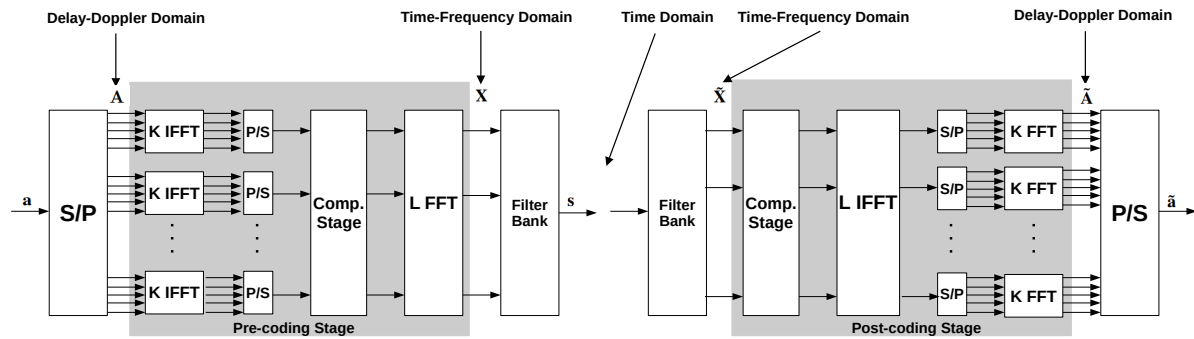 Delay-Doppler Domain
Time-Frequency Domain
Time Domain
Time-Frequency Domain
Delay-Doppler Domain
A
X
X̃
Ã
a
S/P
K IFFT
P/S
K IFFT
P/S
K IFFT
P/S
Comp.
Stage
L FFT
Filter
Bank
s
Pre-coding Stage
Filter
Bank
Comp.
Stage
L IFFT
S/P
K FFT
S/P
K FFT
S/P
K FFT
P/S
ã
Post-coding Stage